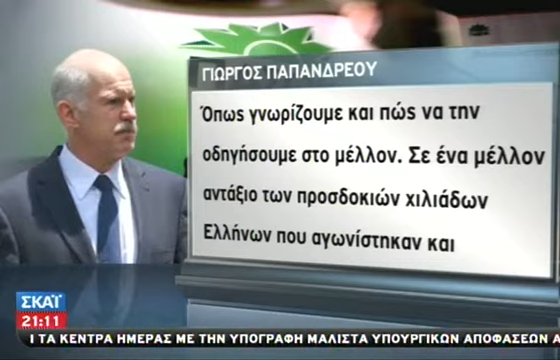 ΓΙΩΡΓΟΣ ΠΑΠΑΝΔΡΕΟΥ
Όπως γνωρίζουμε και πώς να την
οδηγήσουμε στο μέλλον. Σε ένα μέλλον
αντάξιο των προσδοκιών χιλιάδων
Ελλήνων που αγωνίστηκαν και
ΣΚΑΪ
21:11
Ι ΤΑ ΚΕΝΤΡΑ ΗΜΕΡΑΣ ΜΕ ΤΗΝ ΥΠΟΓΡΑΦΗ ΜΑΛΙΣΤΑ ΥΠΟΥΡΓΙΚΩΝ ΑΠΟΦΑΣΕΩΝ